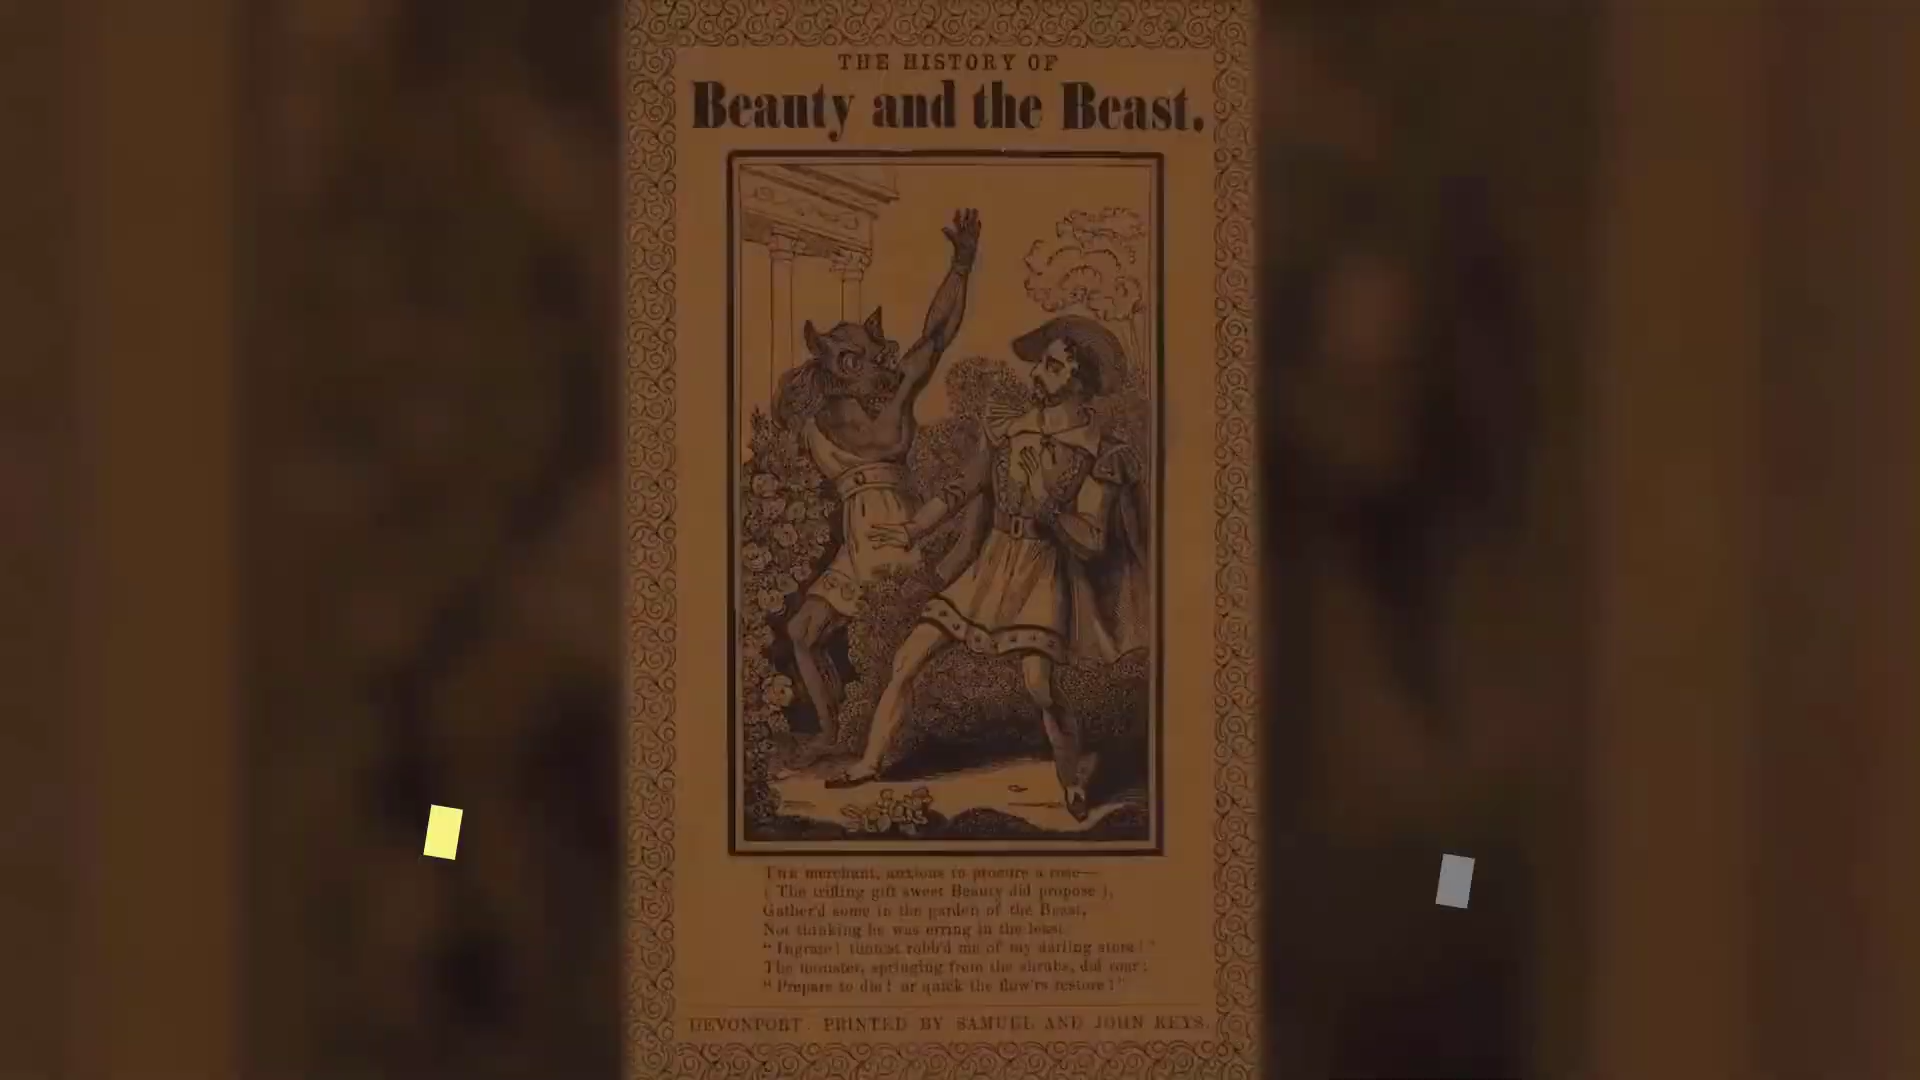 THE HISTORY OF
Beauty and the Beast.
The merchant, anxious to procure a rose—
( The trifling gift sweet Beauty did propose ),
Gather'd some in the garden of the Beast,
Not thinking he was erring in the least.
“ Ingrate! thou'st robb'd me of my darling store!”
The monster, springing from the shrubs, did roar;
“ Prepare to die! or quick the flow'rs restore!”
DEVONPORT: PRINTED BY SAMUEL AND JOHN KEYS.